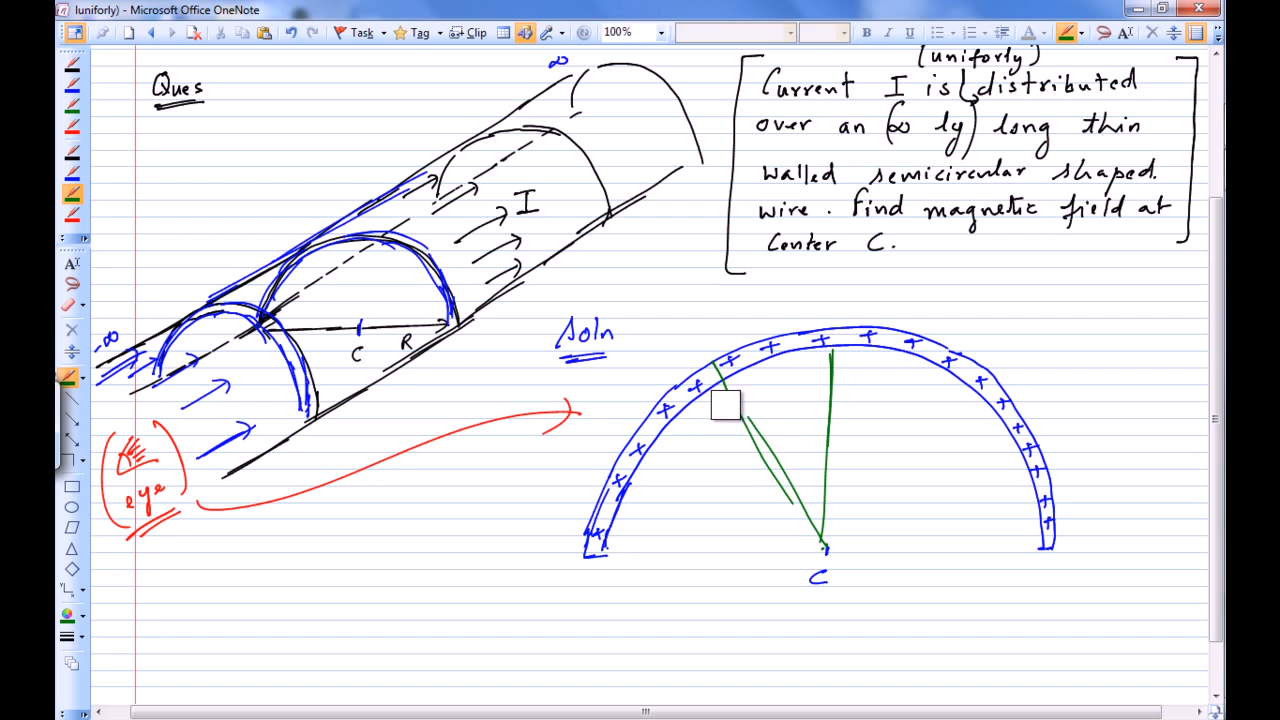 (uniforly) - Microsoft Office OneNote
Task
Tag
Clip
100%
B I U
Ques
(uniforly)
Current I is distributed
over an (∞ ly) long thin
walled semicircular shaped
wire. Find magnetic field at
Center C.
∞
I
-∞
C R
Soln
eye
+ + + + + + + + + + + + + + + + + +
C